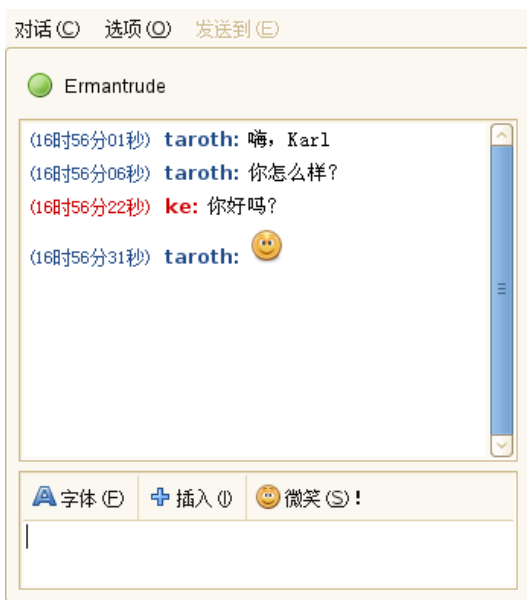 对话(C) 选项(O) 发送到(E)
Ermantrude
(16时56分01秒) taroth: 嗨，Karl
(16时56分06秒) taroth: 你怎么样?
(16时56分22秒) ke: 你好吗?
(16时56分31秒) taroth:
字体(F) 插入(I) 微笑(S)!